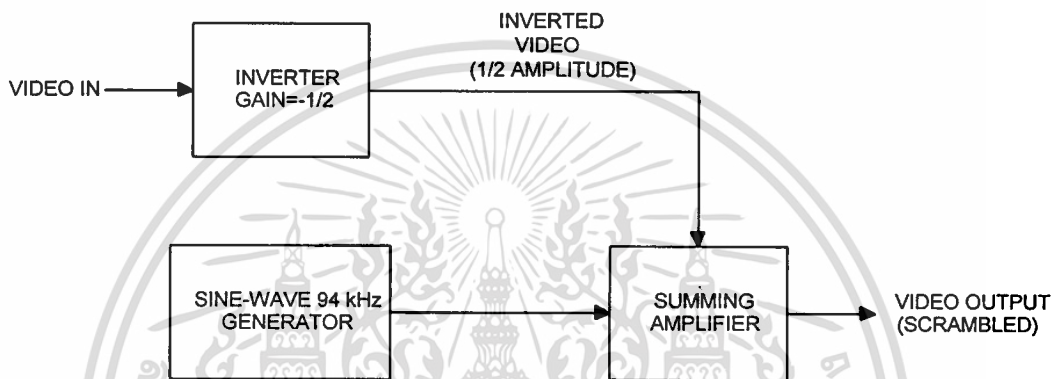 INVERTED
VIDEO
(1/2 AMPLITUDE)
VIDEO IN
INVERTER
GAIN=-1/2
SINE-WAVE 94 kHz
GENERATOR
SUMMING
AMPLIFIER
VIDEO OUTPUT
(SCRAMBLED)